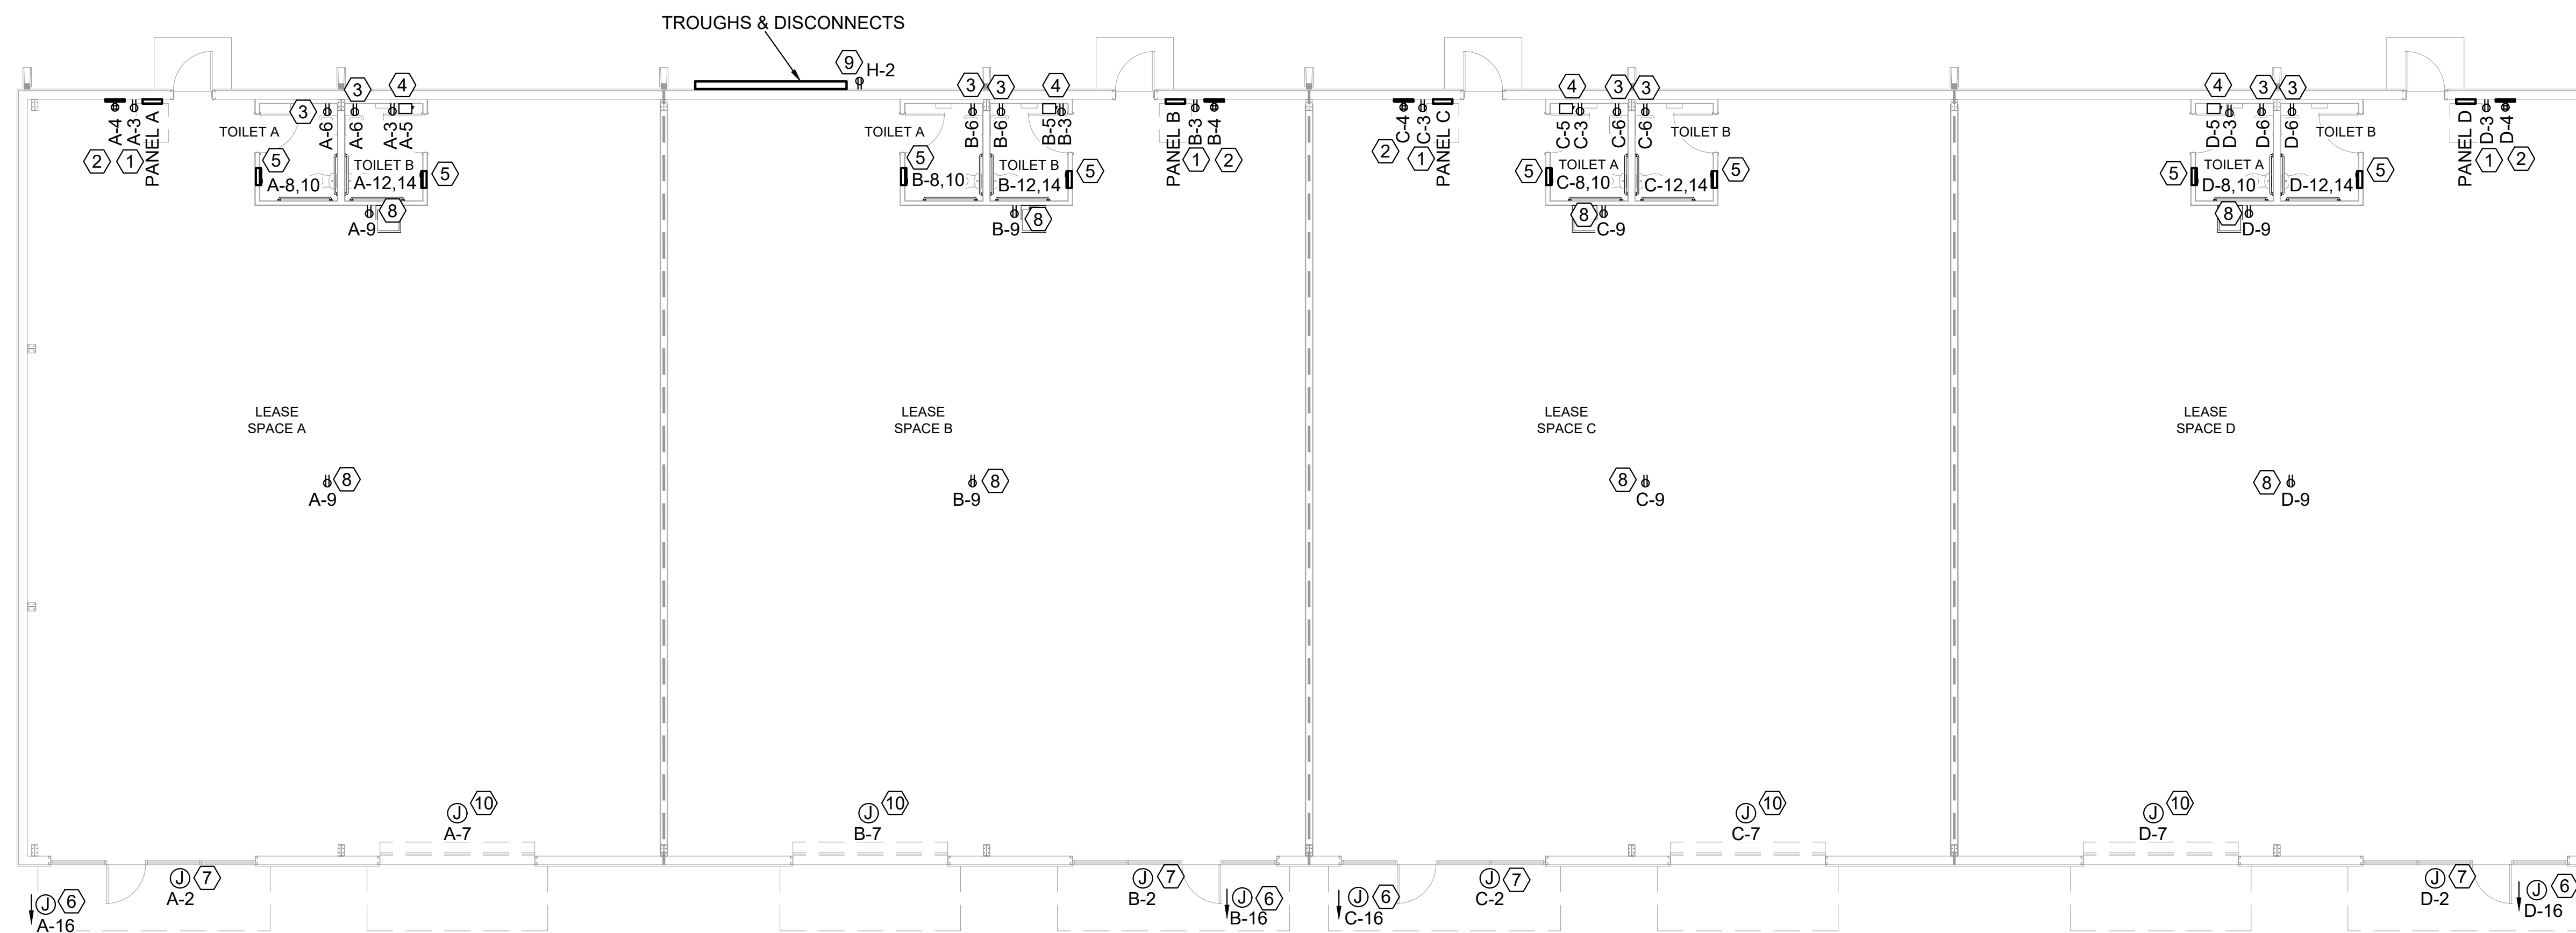 TROUGHS & DISCONNECTS
9
H-2
3
3
4
A-4
A-3
PANEL A
2
1
TOILET A
A-6
A-6
A-3
A-5
5
TOILET B
A-8,10
A-12,14
5
A-9
8
3
3
4
TOILET A
B-6
B-6
B-5
B-3
5
TOILET B
B-8,10
B-12,14
5
B-9
8
PANEL B
B-3
B-4
1
2
C-4
C-3
PANEL C
2
1
4
3
3
C-5
C-3
C-6
C-6
TOILET B
TOILET A
5
C-8,10
C-12,14
5
8
C-9
4
3
3
D-5
D-3
D-6
D-6
TOILET B
TOILET A
5
D-8,10
D-12,14
5
8
D-9
PANEL D
D-3
D-4
1
2
LEASE
SPACE A
LEASE
SPACE B
LEASE
SPACE C
LEASE
SPACE D
8
A-9
8
B-9
8
C-9
8
D-9
J
10
A-7
J
10
B-7
J
10
C-7
J
10
D-7
J
6
A-16
J
7
A-2
J
7
B-2
J
6
B-16
J
6
C-16
J
7
C-2
J
7
D-2
J
6
D-16